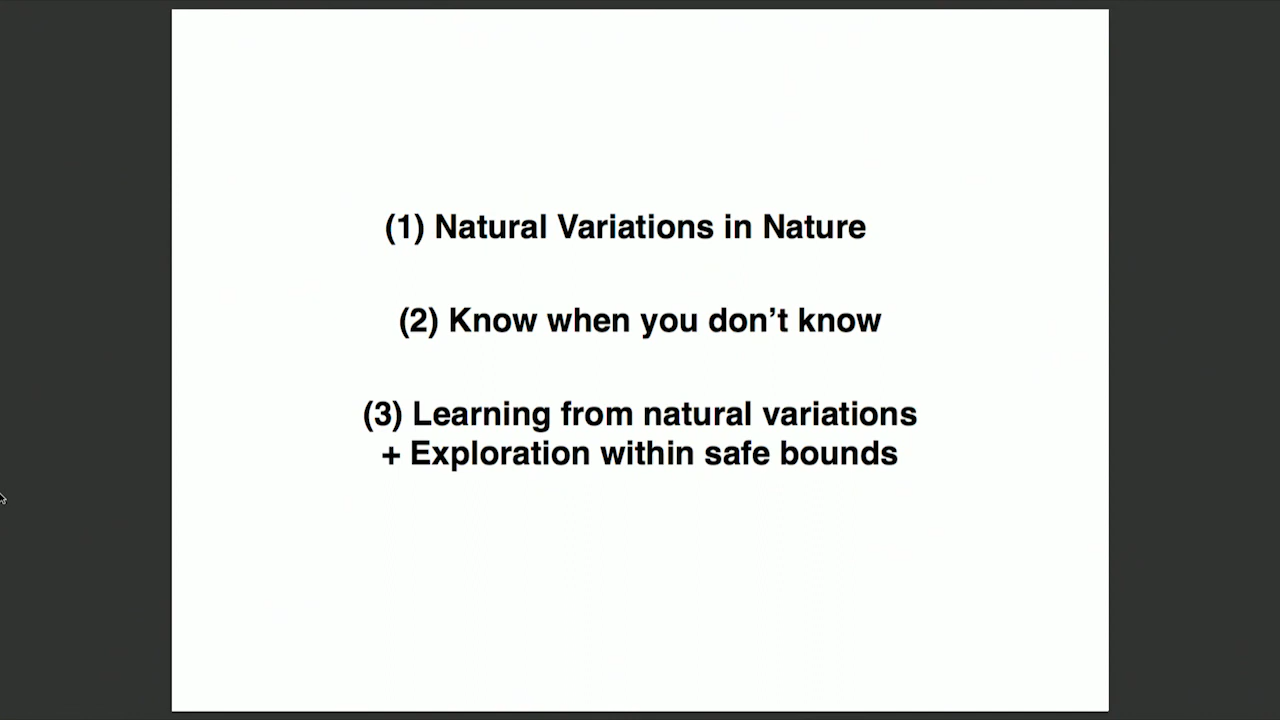 (1) Natural Variations in Nature
(2) Know when you don’t know
(3) Learning from natural variations
+ Exploration within safe bounds